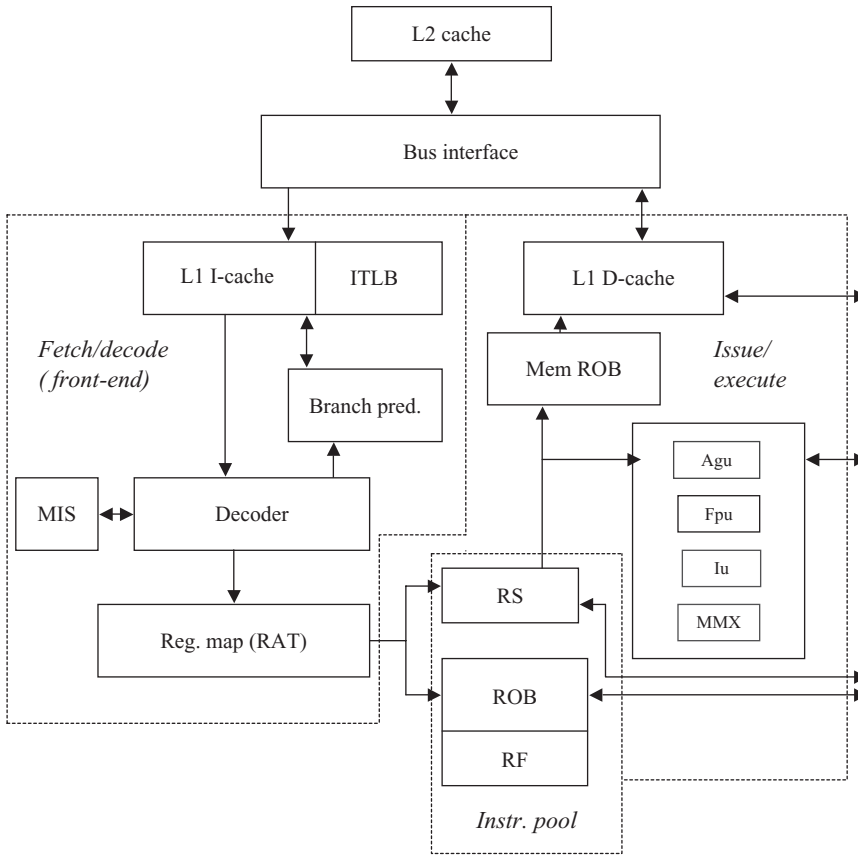 L2 cache
Bus interface
L1 I-cache
ITLB
L1 D-cache
Fetch/decode
( front-end)
Issue/
execute
Mem ROB
Branch pred.
Agu
Fpu
Iu
MMX
MIS
Decoder
RS
Reg. map (RAT)
ROB
RF
Instr. pool